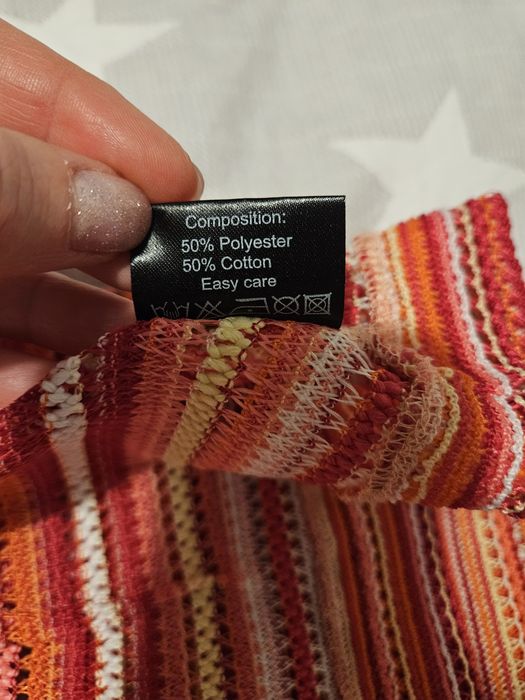 Composition:
50% Polyester
50% Cotton
Easy care